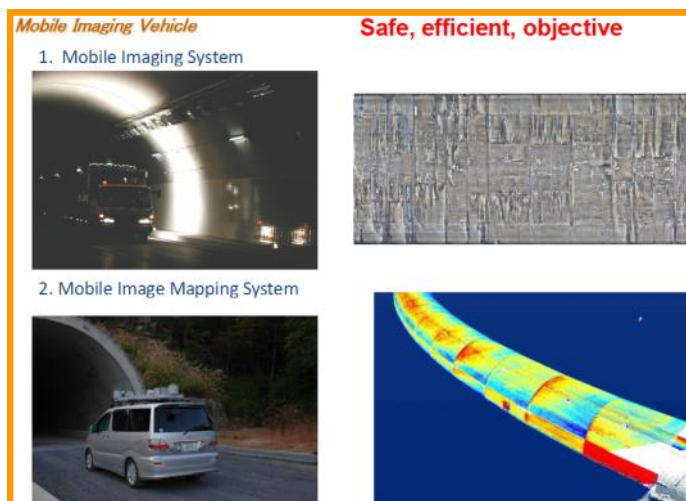 Mobile Imaging Vehicle
Safe, efficient, objective
1. Mobile Imaging System
2. Mobile Image Mapping System